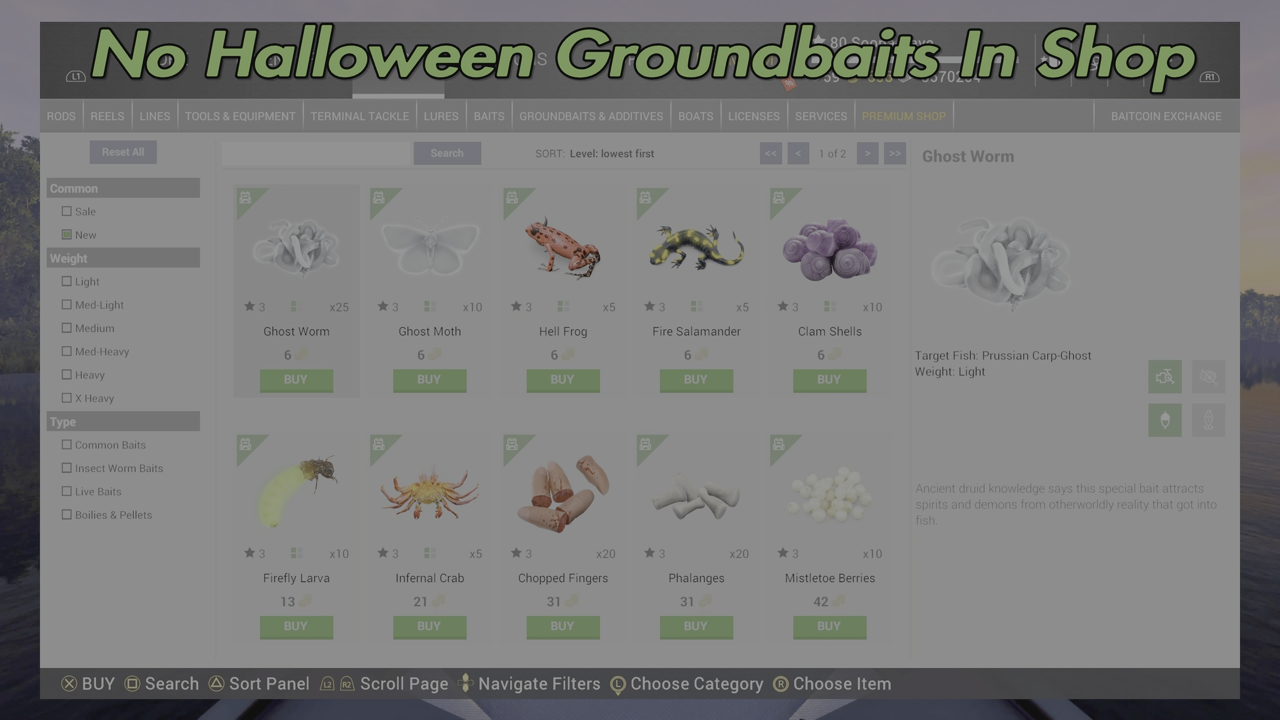 No Halloween Groundbaits In Shop
L1
R1
RODS REELS LINES TOOLS & EQUIPMENT TERMINAL TACKLE LURES BAITS GROUNDBAITS & ADDITIVES BOATS LICENSES SERVICES PREMIUM SHOP BAITCOIN EXCHANGE
Reset All
Search
SORT: Level: lowest first
<< < 1 of 2 > >>
Ghost Worm
Common
Sale
New
Weight
Light
Med-Light
Medium
Med-Heavy
Heavy
X Heavy
Type
Common Baits
Insect Worm Baits
Live Baits
Boilies & Pellets
3 x25 3 x10 3 x5 3 x5 3 x10
Ghost Worm Ghost Moth Hell Frog Fire Salamander Clam Shells
6 6 6 6 6
BUY BUY BUY BUY BUY
3 x10 3 x5 3 x20 3 x20 3 x10
Firefly Larva Infernal Crab Chopped Fingers Phalanges Mistletoe Berries
13 21 31 31 42
BUY BUY BUY BUY BUY
Target Fish: Prussian Carp-Ghost
Weight: Light
Ancient druid knowledge says this special bait attracts
spirits and demons from otherworldly reality that got into
fish.
BUY Search Sort Panel L2 R2 Scroll Page Navigate Filters L Choose Category R Choose Item